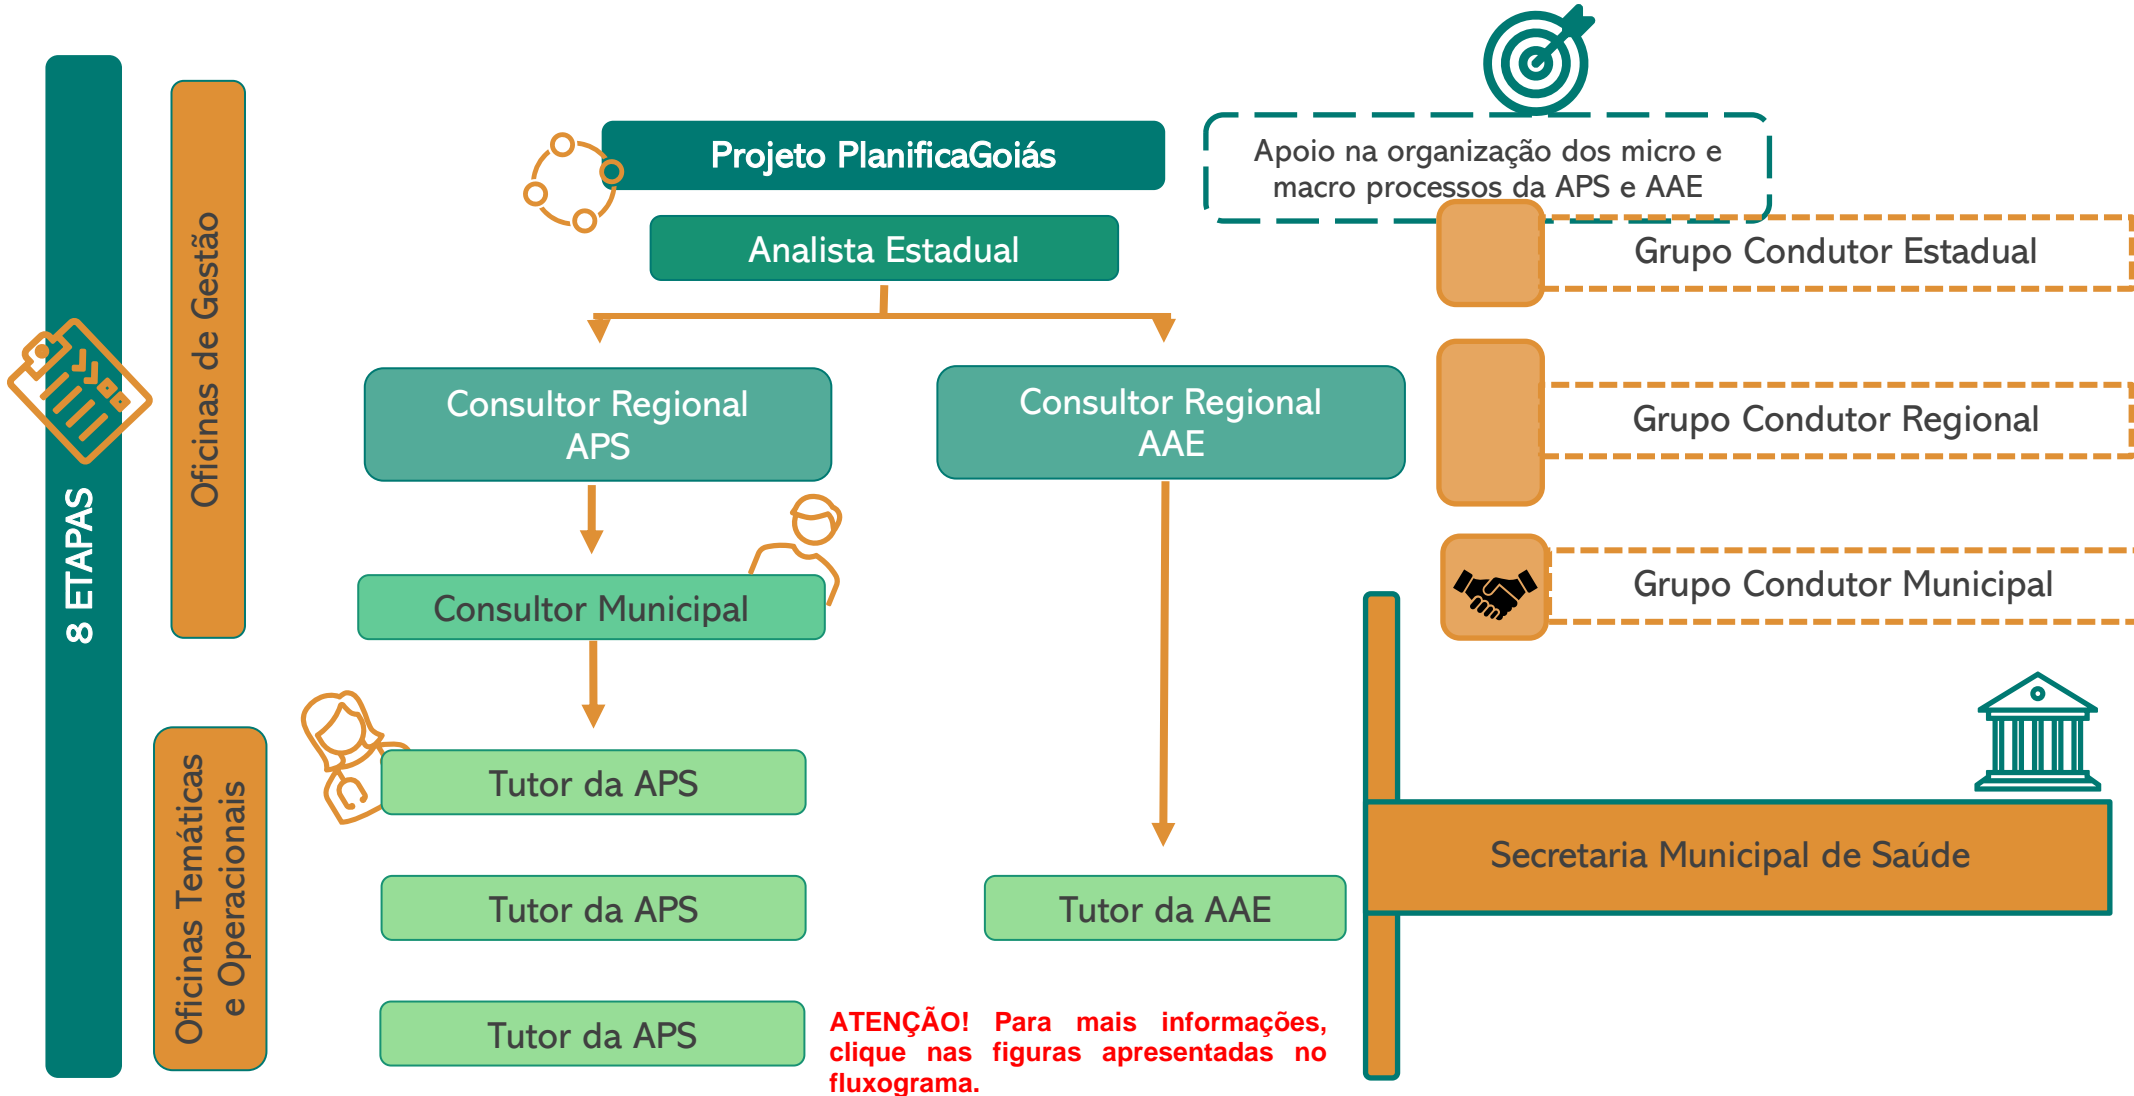 8 ETAPAS
Oficinas de Gestão
Oficinas Temáticas
e Operacionais
Projeto PlanificaGoiás
Analista Estadual
Consultor Regional
APS
Consultor Regional
AAE
Consultor Municipal
Tutor da APS
Tutor da APS
Tutor da APS
Tutor da AAE
ATENÇÃO! Para mais informações,
clique nas figuras apresentadas no
fluxograma.
Apoio na organização dos micro e
macro processos da APS e AAE
Grupo Condutor Estadual
Grupo Condutor Regional
Grupo Condutor Municipal
Secretaria Municipal de Saúde